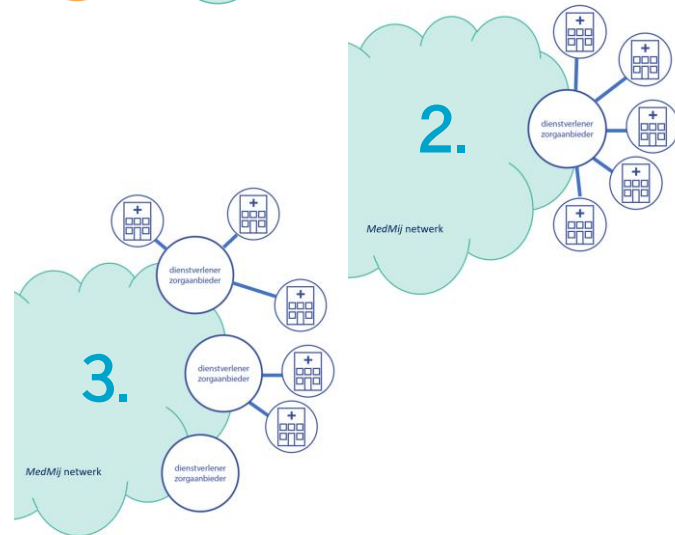 2.
dienstverlener
zorgaanbieder
MedMij netwerk
dienstverlener
zorgaanbieder
3.
dienstverlener
zorgaanbieder
MedMij netwerk
dienstverlener
zorgaanbieder